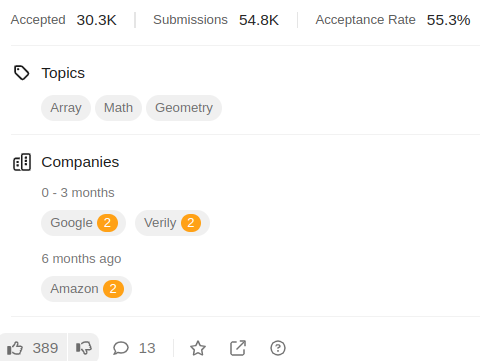 Accepted 30.3K Submissions 54.8K Acceptance Rate 55.3%
Topics
Array Math Geometry
Companies
0 - 3 months
Google 2 Verily 2
6 months ago
Amazon 2
389 13